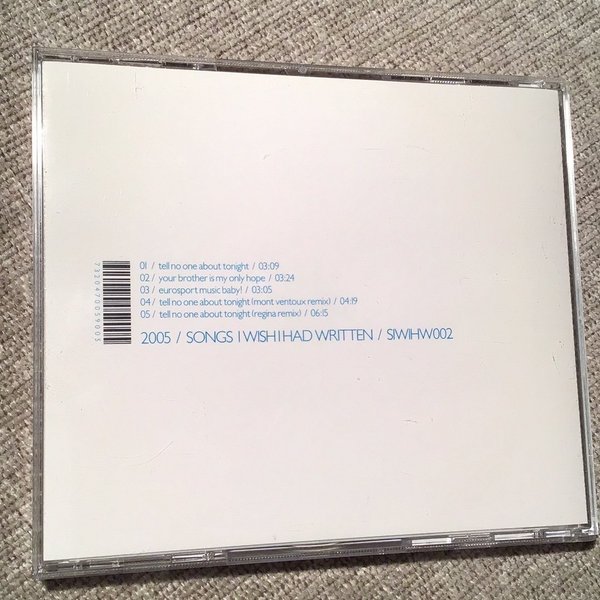 01 / tell no one about tonight / 03:09
02 / your brother is my only hope / 03:24
03 / eurosport music baby! / 03:05
04 / tell no one about tonight (mont ventoux remix) / 04:19
05 / tell no one about tonight (regina remix) / 06:15
2005 / SONGS I WISH I HAD WRITTEN / SIWIHW002